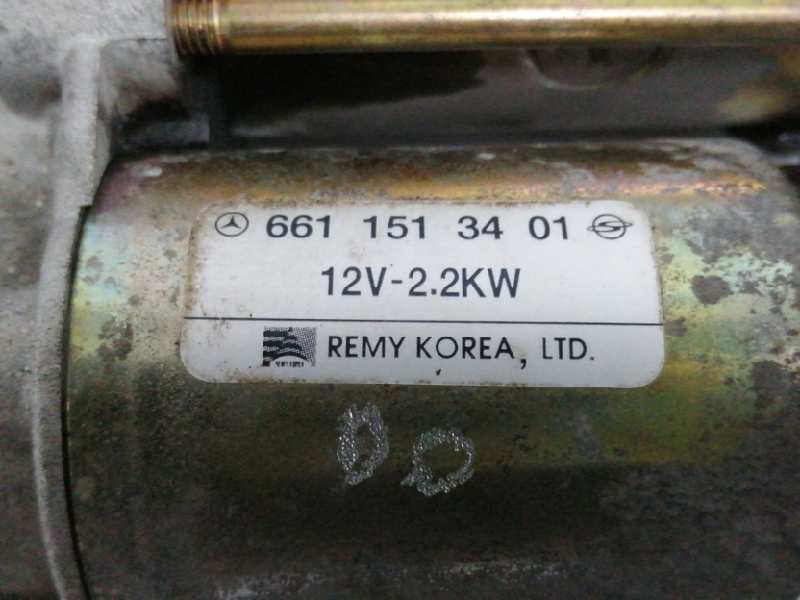 661 151 34 01
12V-2.2KW
REMY KOREA, LTD.